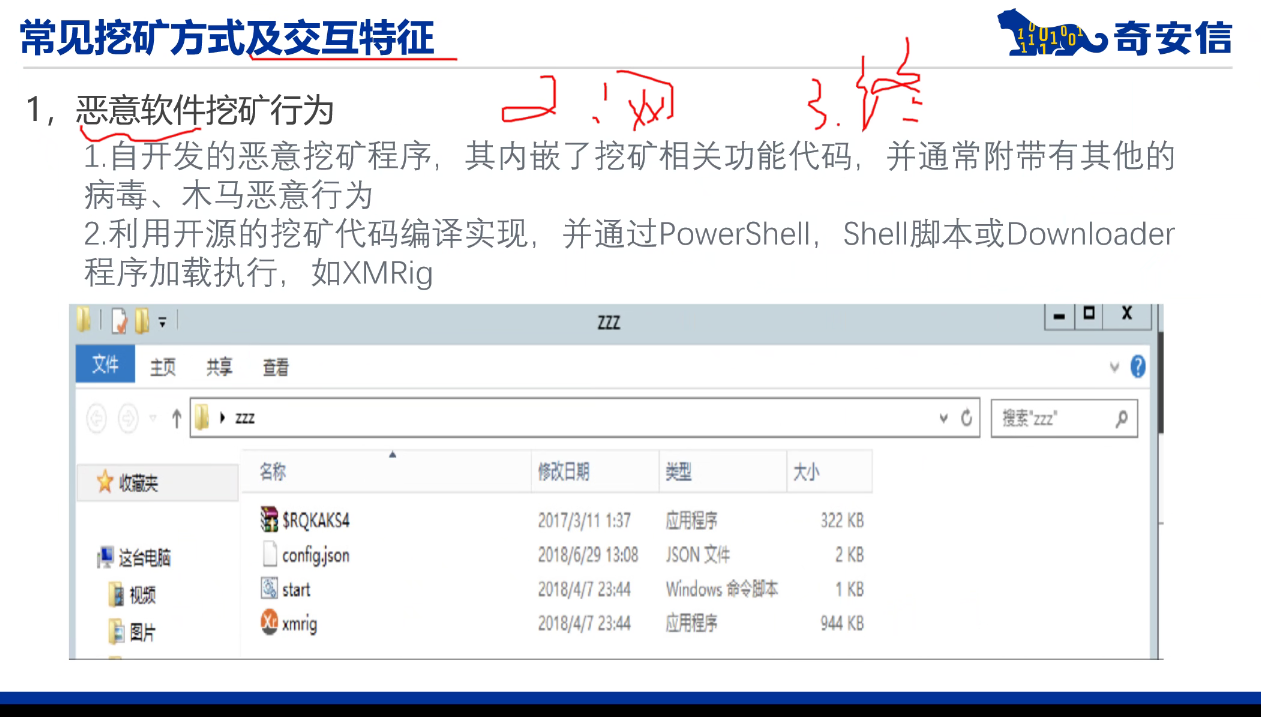 常见挖矿方式及交互特征
奇安信
1，恶意软件挖矿行为
2.网
3.
1.自开发的恶意挖矿程序，其内嵌了挖矿相关功能代码，并通常附带有其他的
病毒、木马恶意行为
2.利用开源的挖矿代码编译实现，并通过PowerShell，Shell脚本或Downloader
程序加载执行，如XMRig
zzz
文件 主页 共享 查看
zzz 搜索"zzz"
名称 修改日期 类型 大小
收藏夹
$RQKAKS4 2017/3/11 1:37 应用程序 322 KB
config.json 2018/6/29 13:08 JSON 文件 2 KB
这台电脑
start 2018/4/7 23:44 Windows 命令脚本 1 KB
视频
xmrig 2018/4/7 23:44 应用程序 944 KB
图片